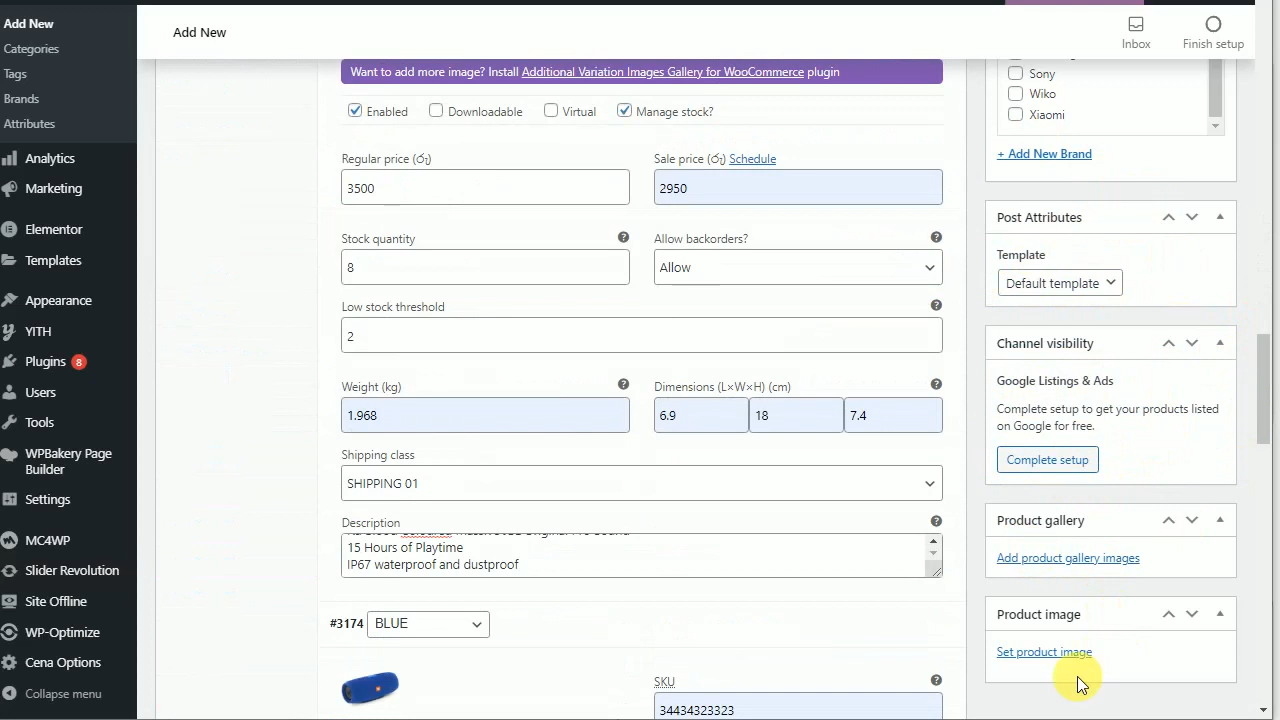 Add New
Categories
Tags
Brands
Attributes
Analytics
Marketing
Elementor
Templates
Appearance
YITH
Plugins 8
Users
Tools
WPBakery Page
Builder
Settings
MC4WP
Slider Revolution
Site Offline
WP-Optimize
Cena Options
Collapse menu
Add New
Inbox
Finish setup
Want to add more image? Install Additional Variation Images Gallery for WooCommerce plugin
Enabled
Downloadable
Virtual
Manage stock?
Regular price (රු)
Sale price (රු) Schedule
3500
2950
Stock quantity
Allow backorders?
8
Allow
Low stock threshold
2
Weight (kg)
Dimensions (L×W×H) (cm)
1.968
6.9
18
7.4
Shipping class
SHIPPING 01
Description
15 Hours of Playtime
IP67 waterproof and dustproof
#3174 BLUE
SKU
34434323323
Sony
Wiko
Xiaomi
+ Add New Brand
Post Attributes
Template
Default template
Channel visibility
Google Listings & Ads
Complete setup to get your products listed
on Google for free.
Complete setup
Product gallery
Add product gallery images
Product image
Set product image